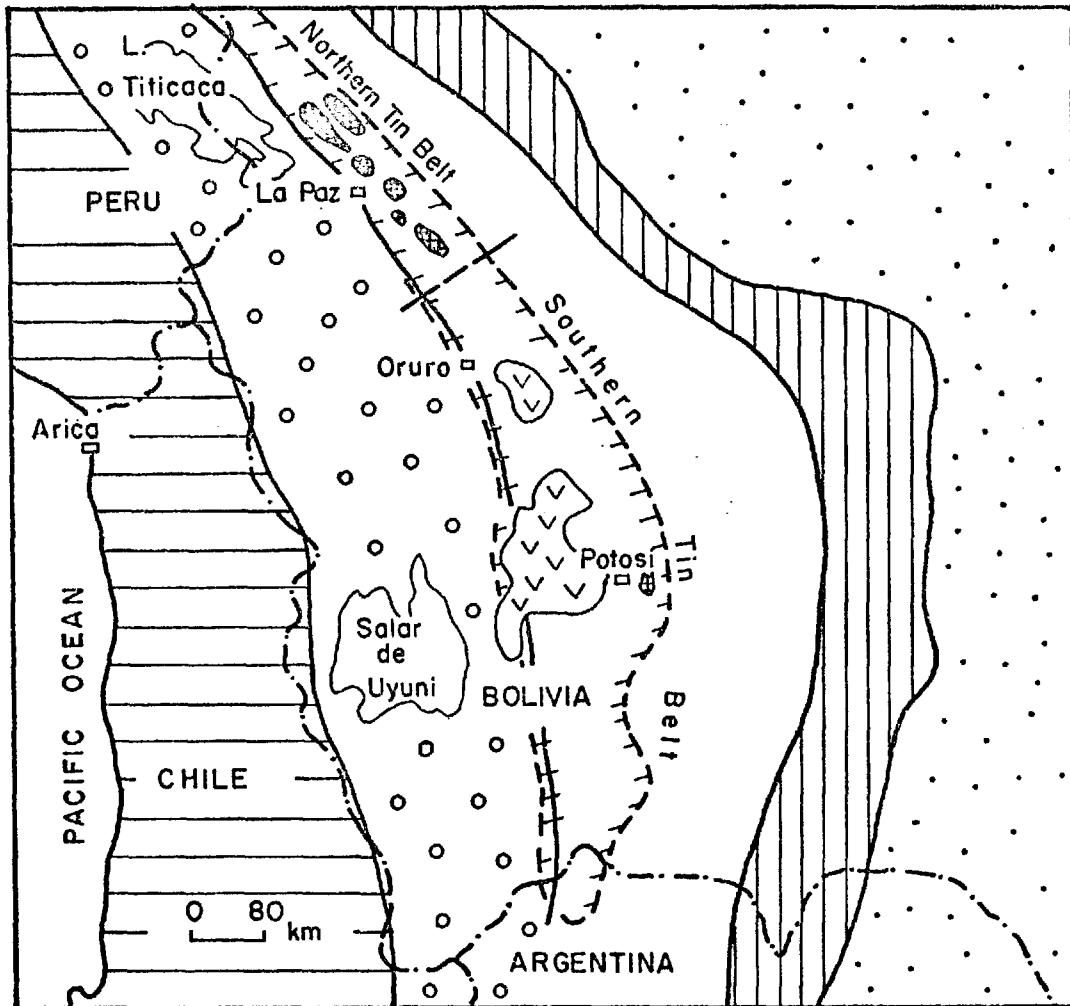 L.
Titicaca
Northern Tin Belt
PERU
La Paz
Southern
Oruro
Arica
Tin
Potosi
Salar
de
Uyuni
BOLIVIA
Belt
PACIFIC OCEAN
CHILE
0 80
km
ARGENTINA